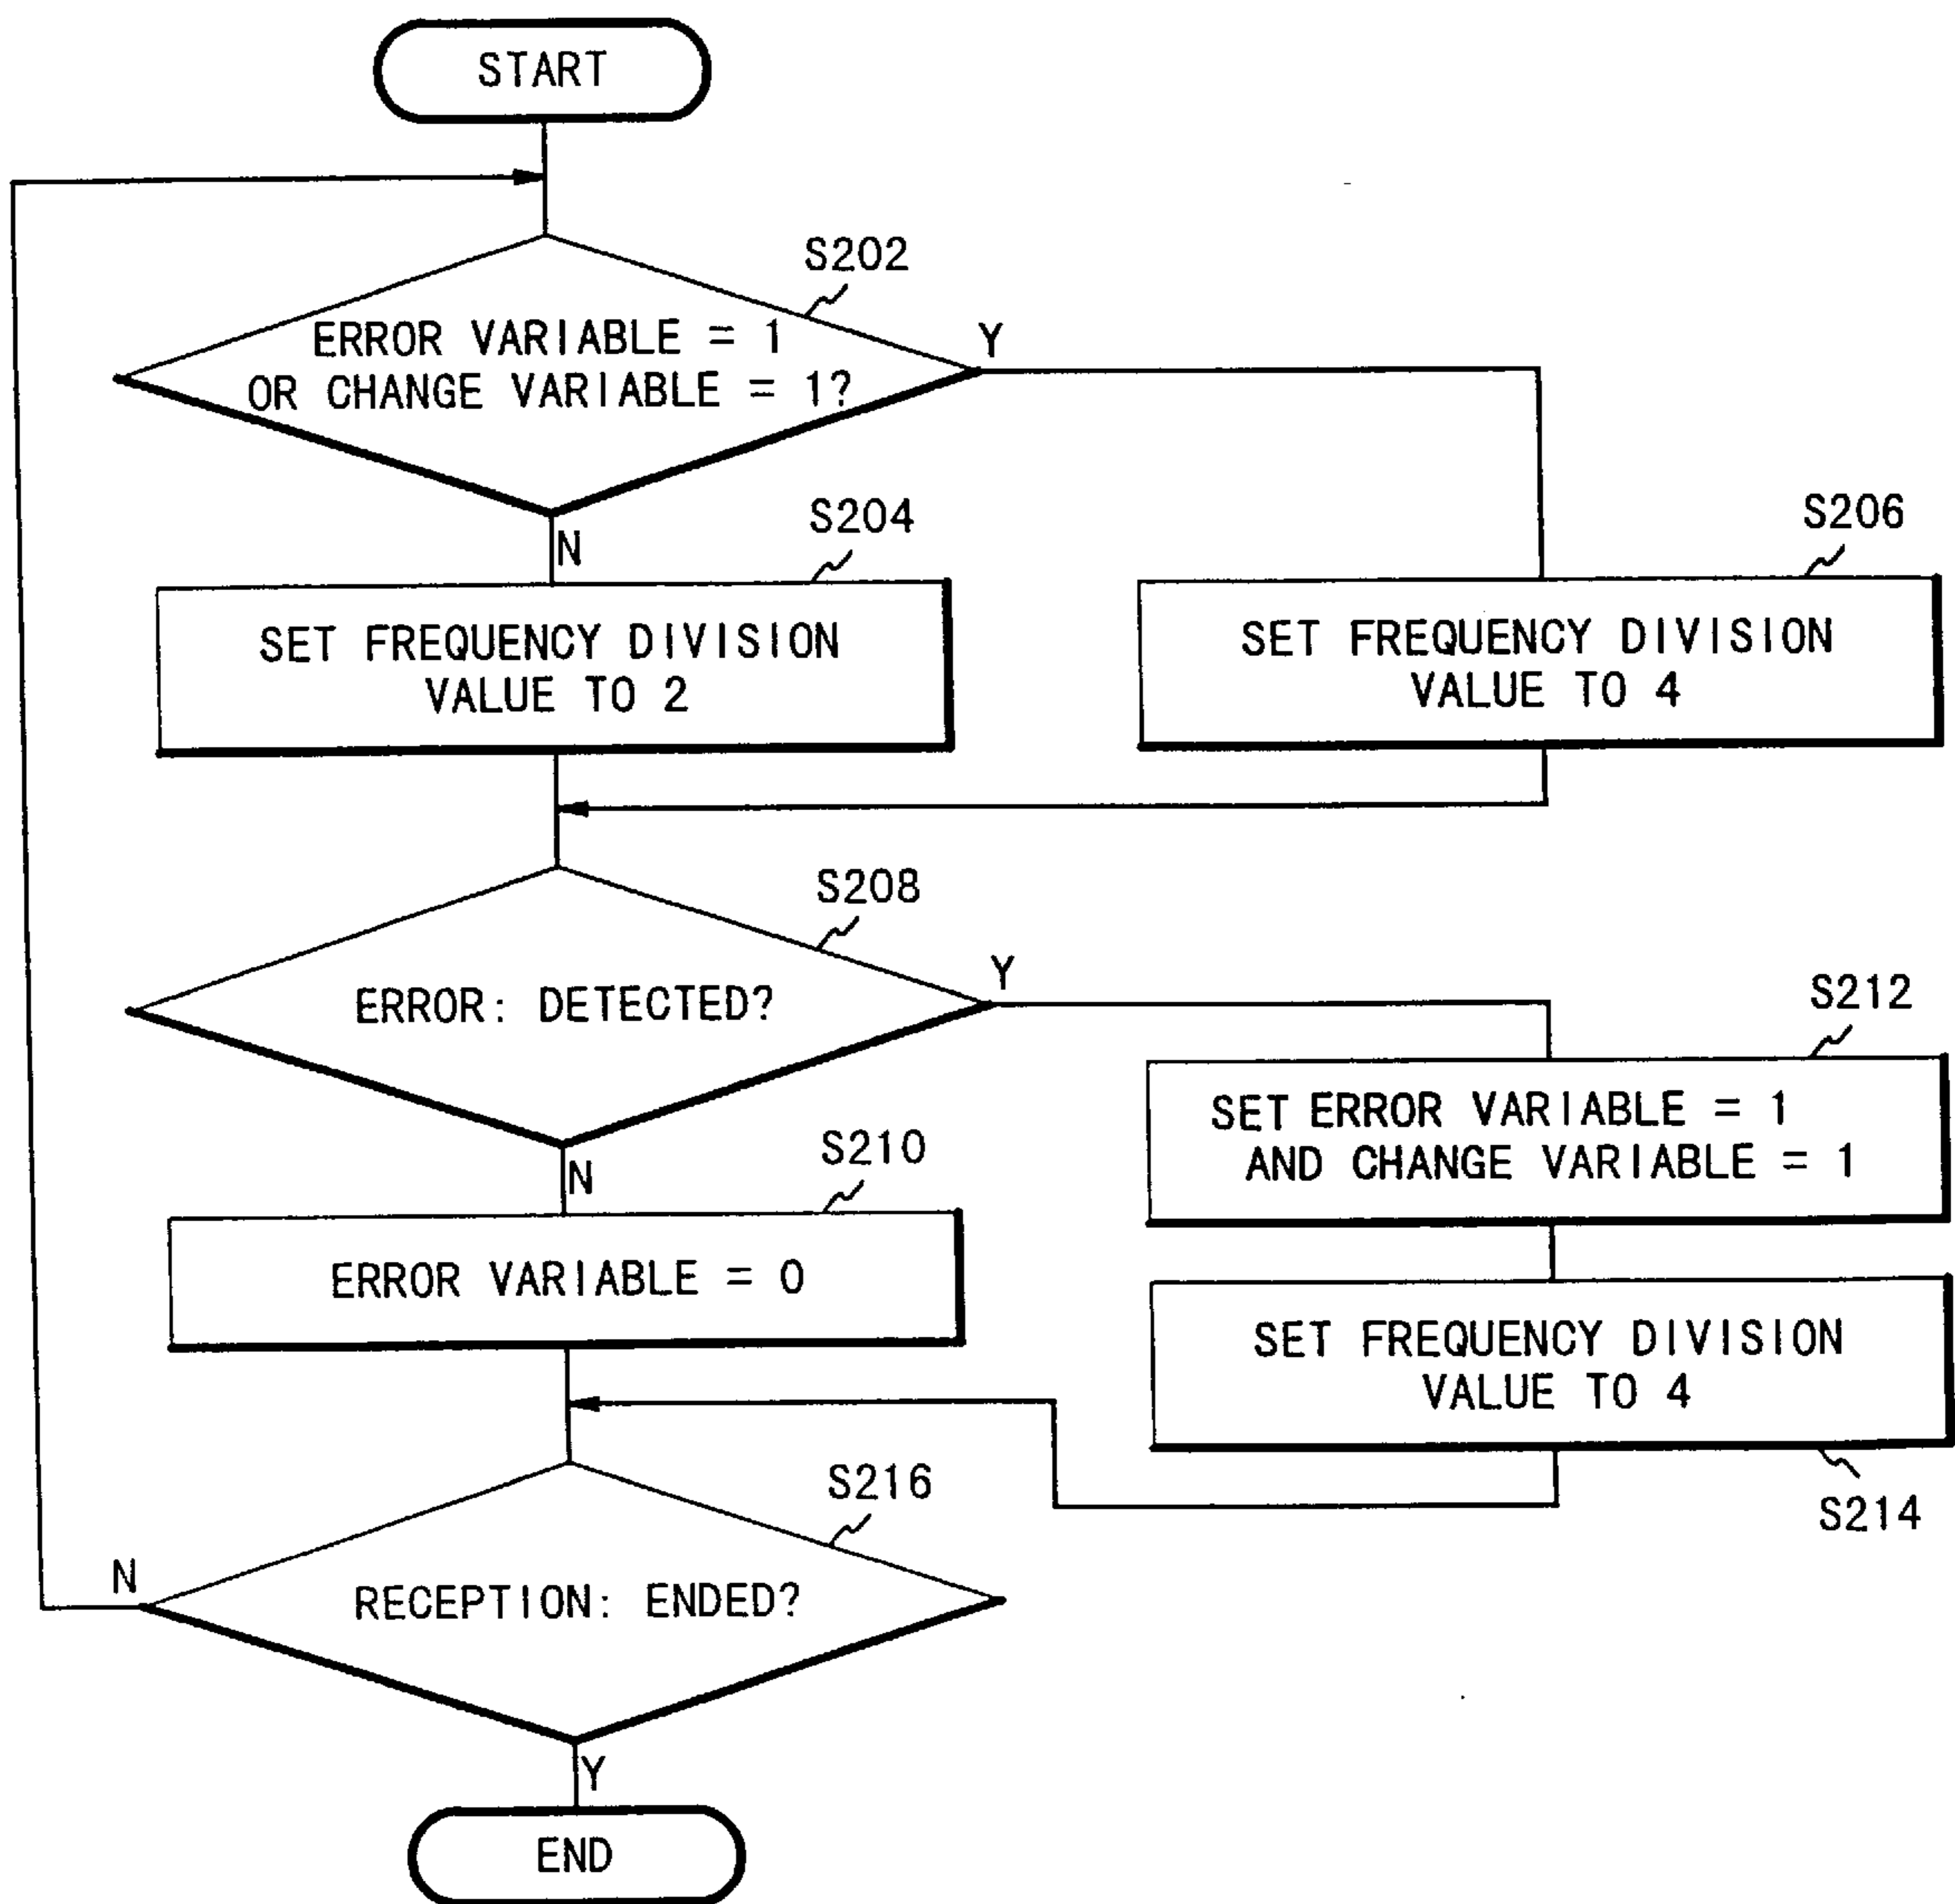 START
S202
ERROR VARIABLE = 1
OR CHANGE VARIABLE = 1?
Y
N
S204
SET FREQUENCY DIVISION
VALUE TO 2
S206
SET FREQUENCY DIVISION
VALUE TO 4
S208
ERROR: DETECTED?
Y
N
S212
SET ERROR VARIABLE = 1
AND CHANGE VARIABLE = 1
S210
ERROR VARIABLE = 0
SET FREQUENCY DIVISION
VALUE TO 4
S214
S216
RECEPTION: ENDED?
N
Y
END